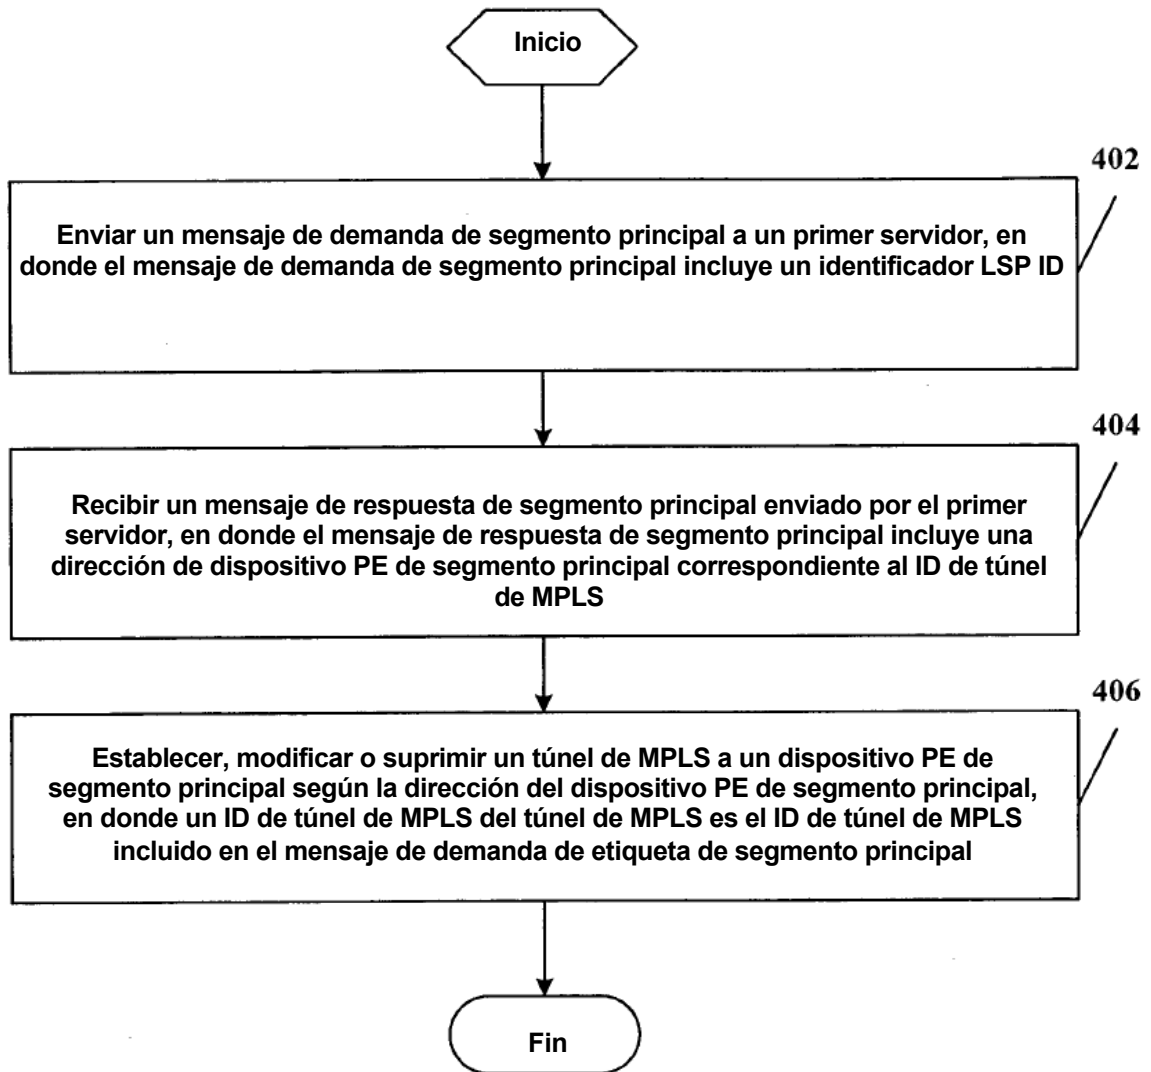 Inicio
402
Enviar un mensaje de demanda de segmento principal a un primer servidor, en
donde el mensaje de demanda de segmento principal incluye un identificador LSP ID
404
Recibir un mensaje de respuesta de segmento principal enviado por el primer
servidor, en donde el mensaje de respuesta de segmento principal incluye una
dirección de dispositivo PE de segmento principal correspondiente al ID de túnel
de MPLS
406
Establecer, modificar o suprimir un túnel de MPLS a un dispositivo PE de
segmento principal según la dirección del dispositivo PE de segmento principal,
en donde un ID de túnel de MPLS del túnel de MPLS es el ID de túnel de MPLS
incluido en el mensaje de demanda de etiqueta de segmento principal
Fin